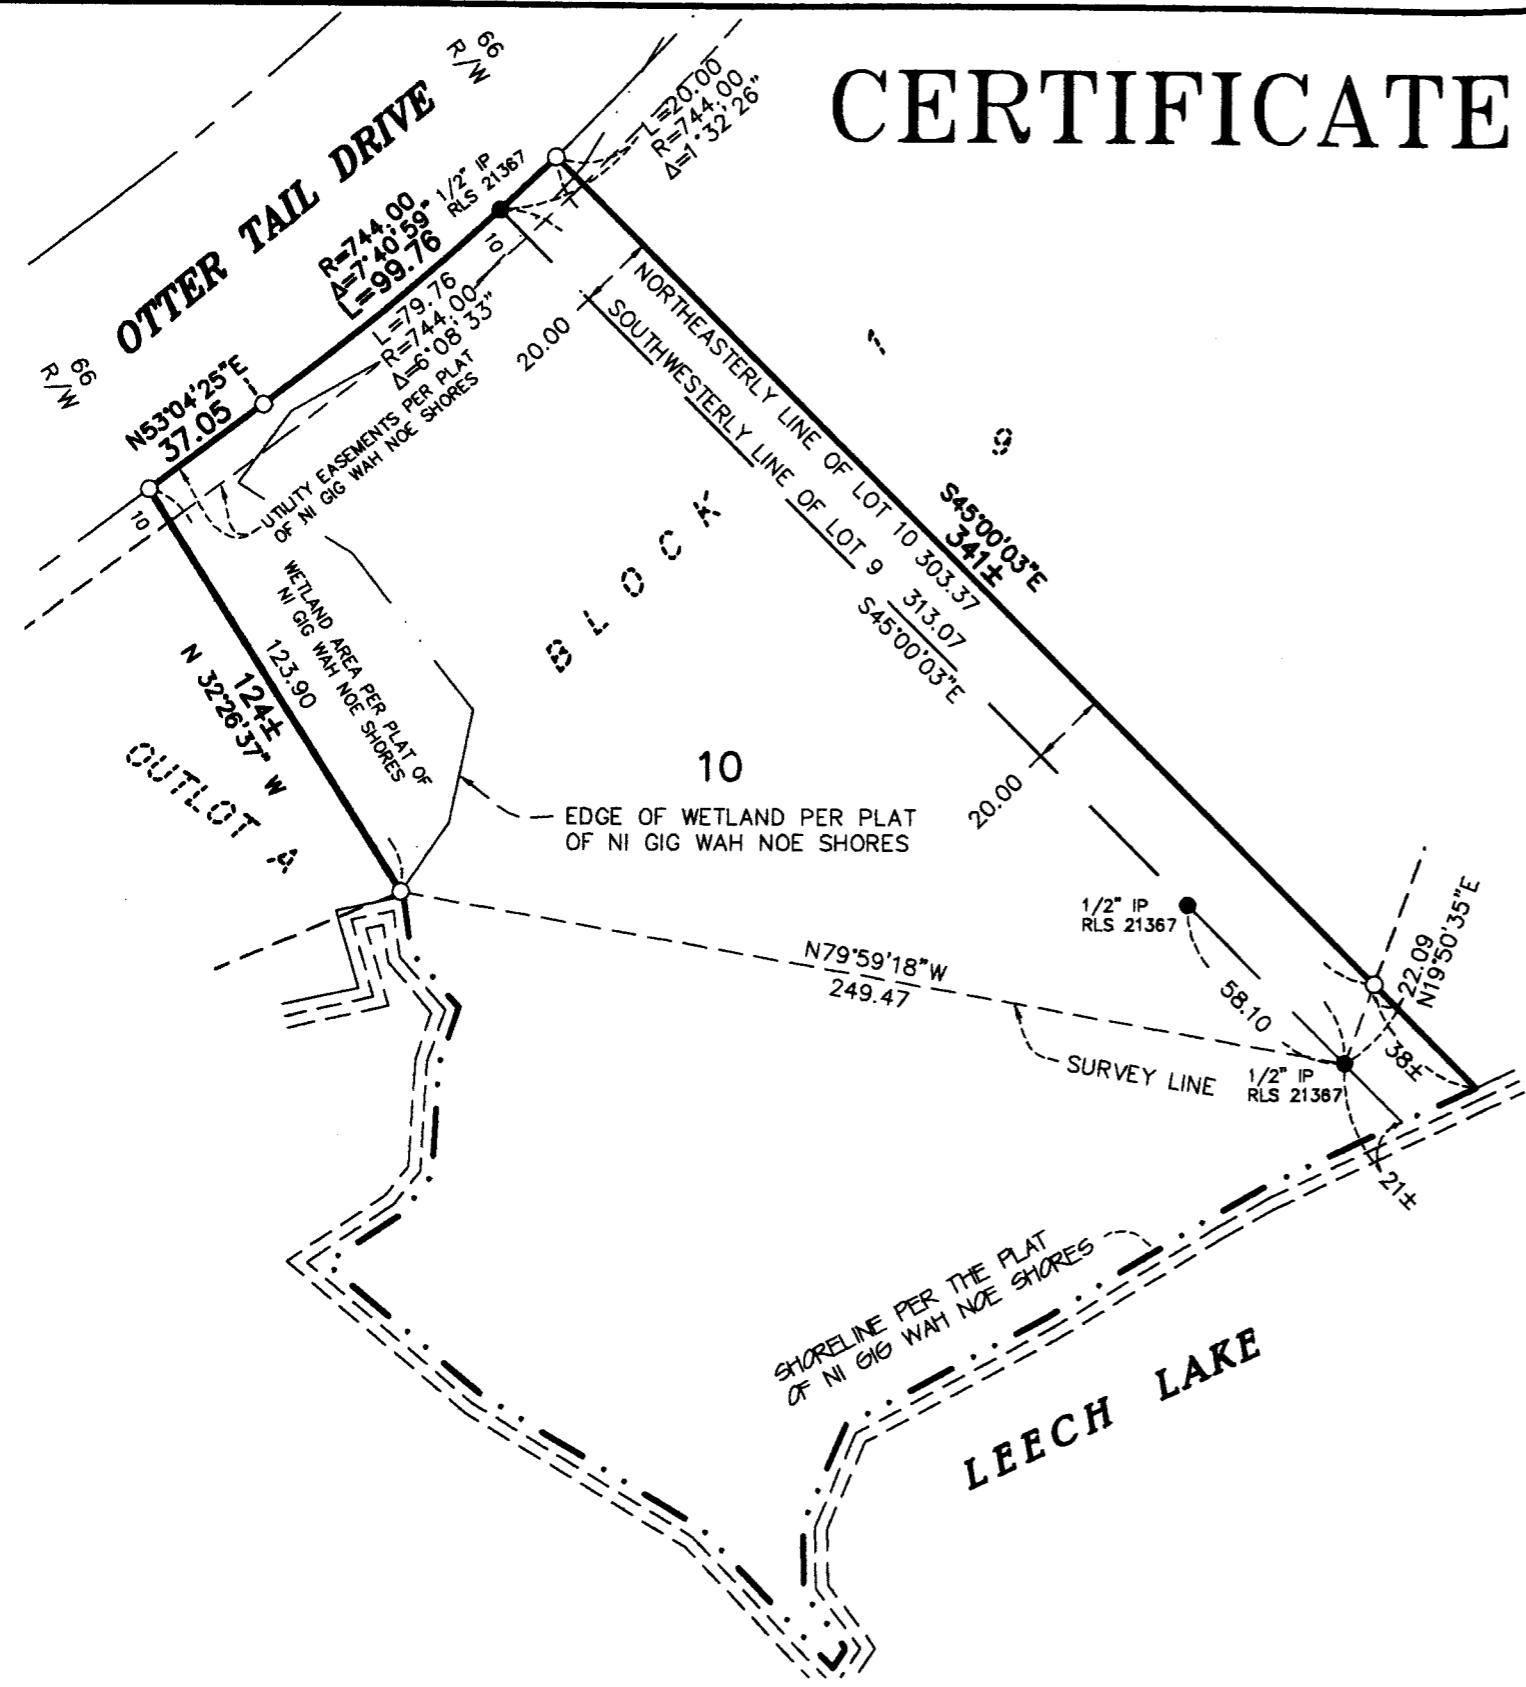 CERTIFICATE
66
R/W
OTTER TAIL DRIVE
66
R/W
L=20.00
R=744.00
Δ=1°32'26"
1/2" IP
RLS 21367
R=744.00
Δ=7°40'59"
L=99.76
L=79.76
R=744.00
Δ=6°08'33"
10
20.00
N53°04'25"E
37.05
UTILITY EASEMENTS PER PLAT
OF NI GIG WAH NOE SHORES
10
NORTHEASTERLY LINE OF LOT 10 303.37
SOUTHWESTERLY LINE OF LOT 9 313.07
S45°00'03"E
1
9
S45°00'03"E
341±
BLOCK
WETLAND AREA PER PLAT OF
NI GIG WAH NOE SHORES
123.90
124±
N 32°26'37" W
OUTLOT A
10
EDGE OF WETLAND PER PLAT
OF NI GIG WAH NOE SHORES
20.00
1/2" IP
RLS 21367
22.09
N19°50'35"E
N79°59'18"W
249.47
58.10
SURVEY LINE
1/2" IP
RLS 21367
38±
21±
SHORELINE PER THE PLAT
OF NI GIG WAH NOE SHORES
LEECH LAKE